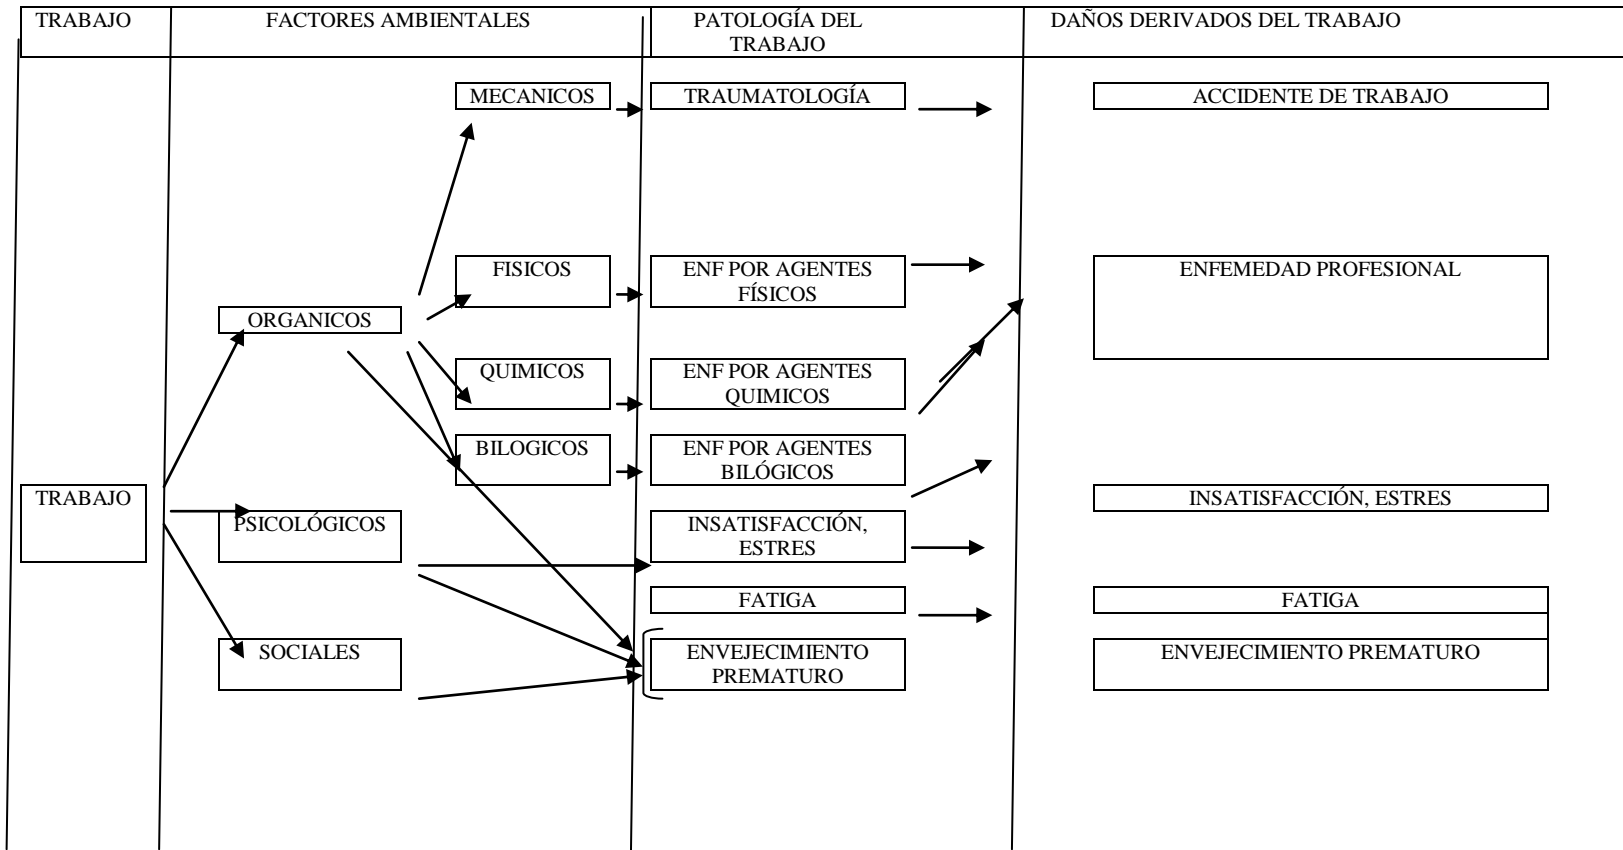 TRABAJO
FACTORES AMBIENTALES
PATOLOGÍA DEL
TRABAJO
DAÑOS DERIVADOS DEL TRABAJO
MECANICOS
TRAUMATOLOGÍA
ACCIDENTE DE TRABAJO
FISICOS
ENF POR AGENTES
FÍSICOS
ENFEMEDAD PROFESIONAL
ORGANICOS
QUIMICOS
ENF POR AGENTES
QUIMICOS
BILOGICOS
ENF POR AGENTES
BILÓGICOS
TRABAJO
PSICOLÓGICOS
INSATISFACCIÓN,
ESTRES
INSATISFACCIÓN, ESTRES
FATIGA
FATIGA
SOCIALES
ENVEJECIMIENTO
PREMATURO
ENVEJECIMIENTO PREMATURO